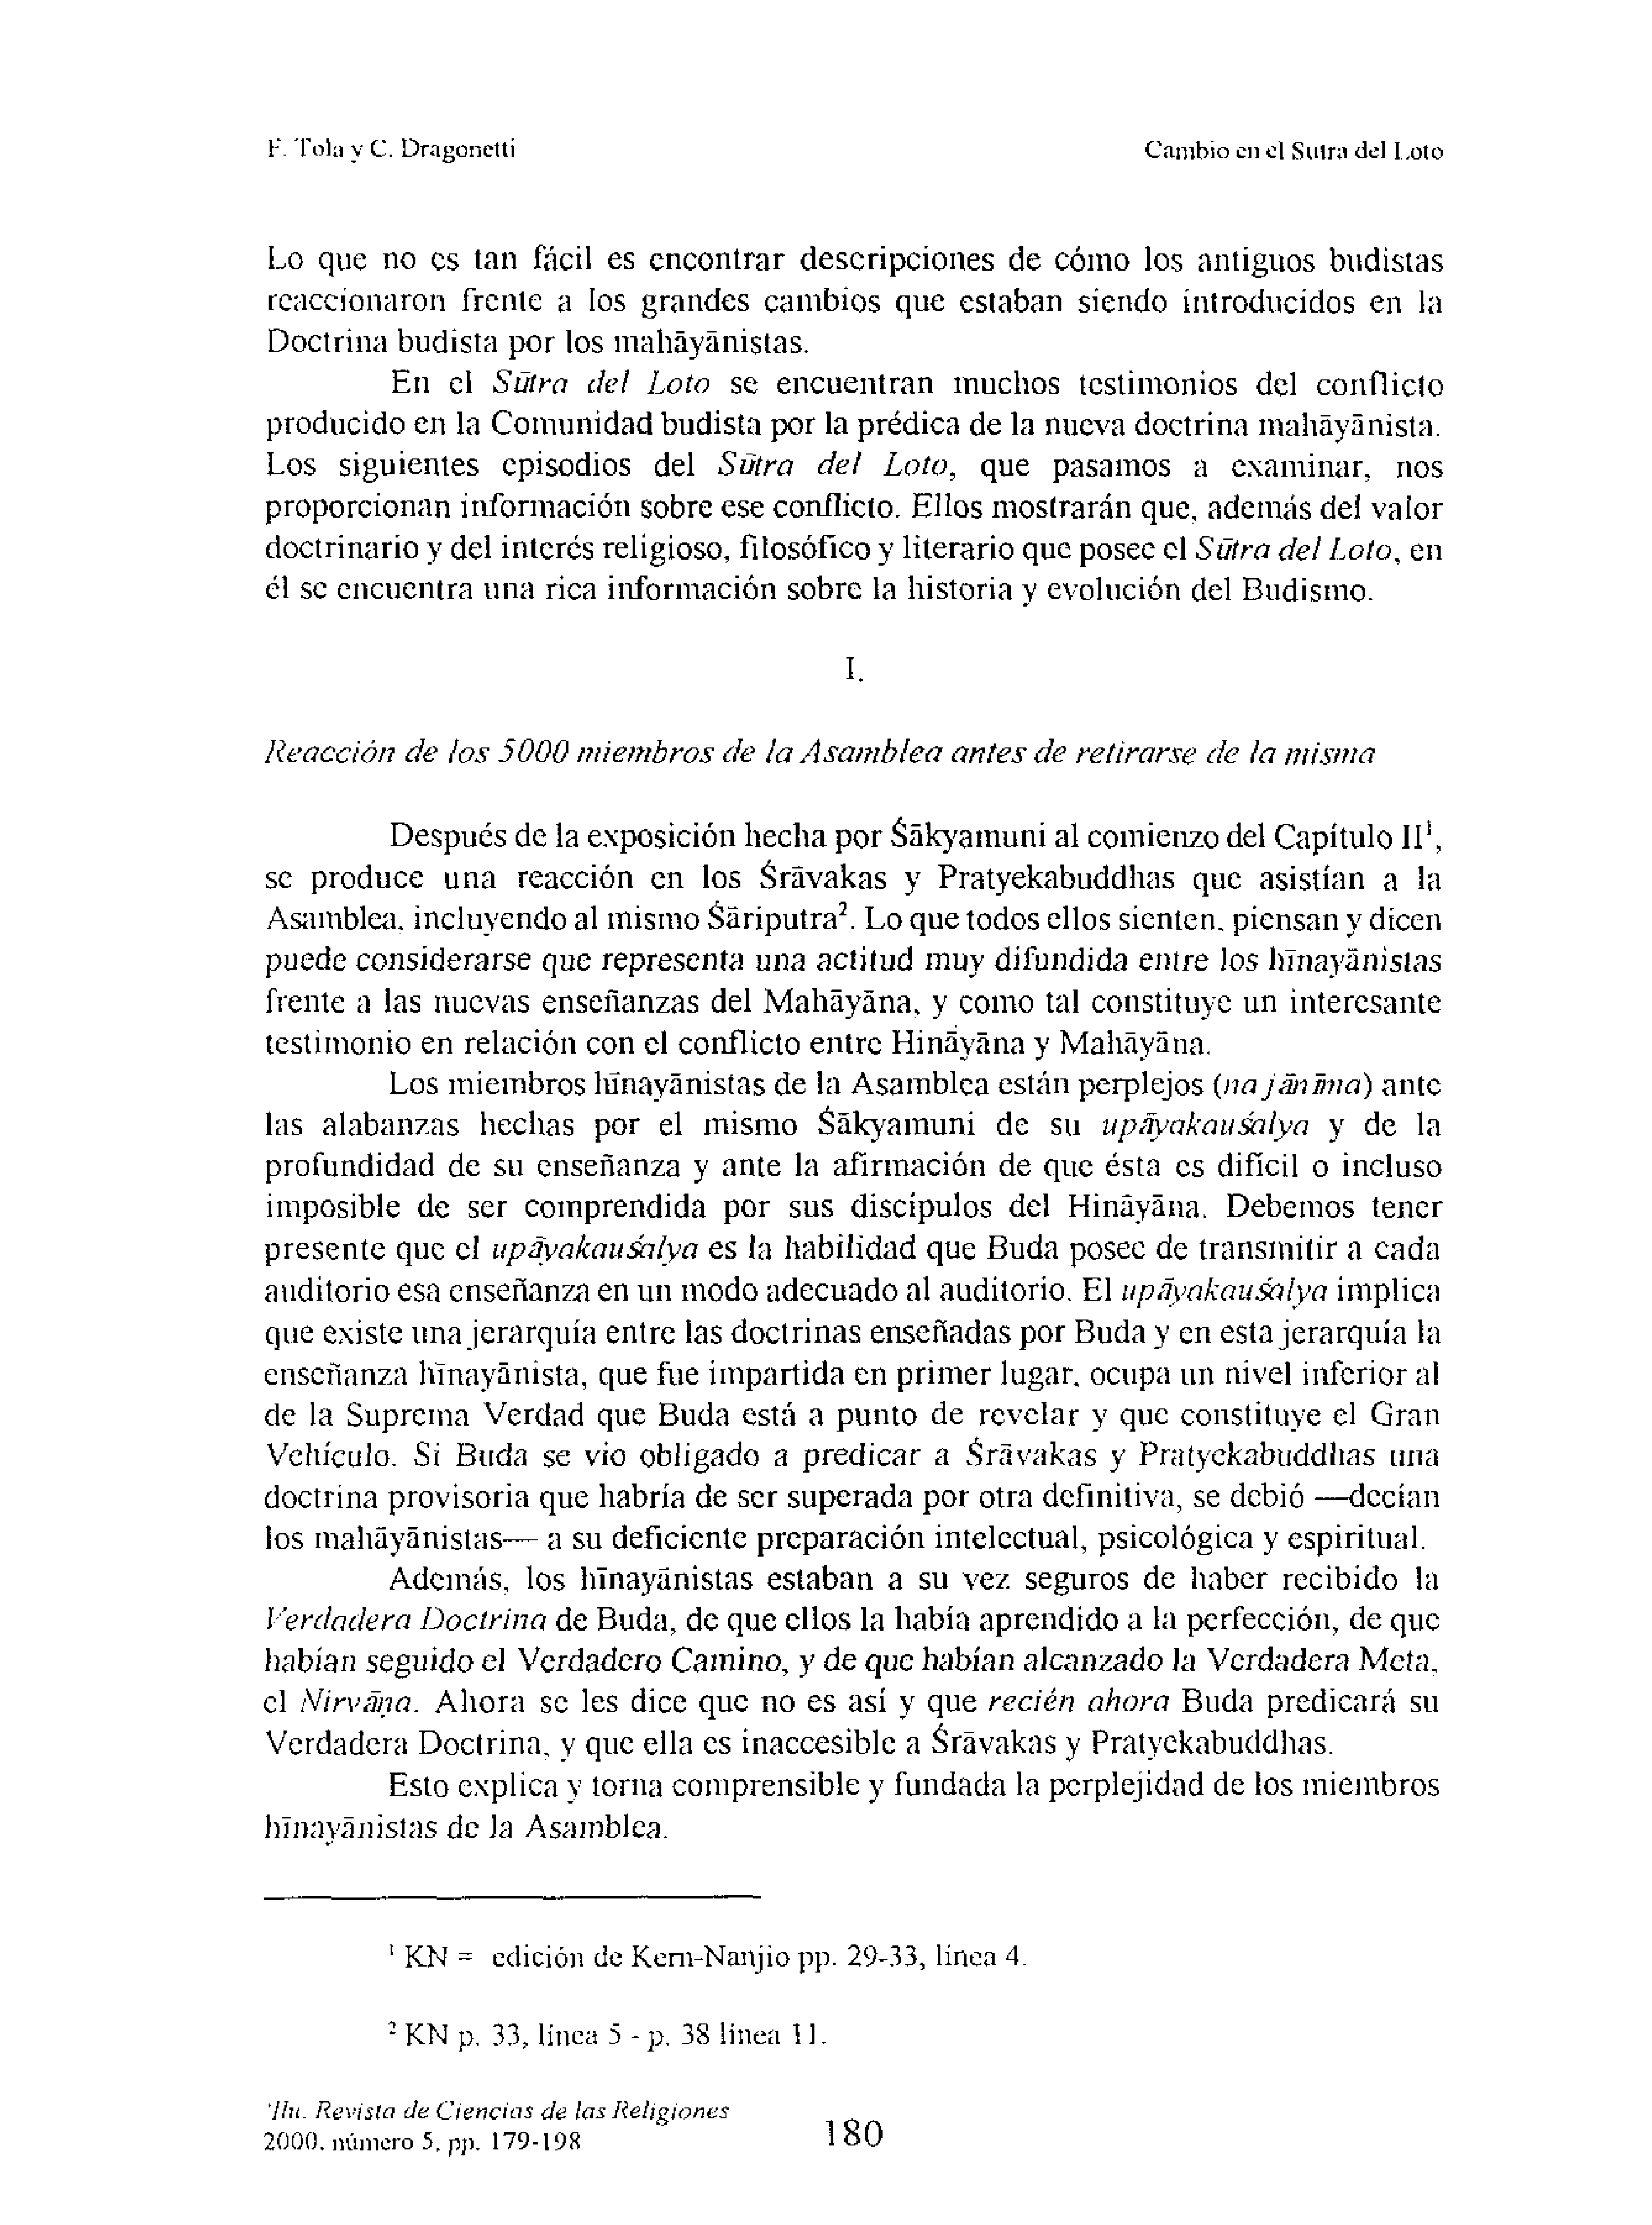 F. Tola y C. Dragonetti
Cambio en el Sutra del Loto
Lo que no es tan fácil es encontrar descripciones de cómo los antiguos budistas
reaccionaron frente a los grandes cambios que estaban siendo introducidos en la
Doctrina budista por los mahāyānistas.
En el Sūtra del Loto se encuentran muchos testimonios del conflicto
producido en la Comunidad budista por la prédica de la nueva doctrina mahāyānista.
Los siguientes episodios del Sūtra del Loto, que pasamos a examinar, nos
proporcionan información sobre ese conflicto. Ellos mostrarán que, además del valor
doctrinario y del interés religioso, filosófico y literario que posee el Sūtra del Loto, en
él se encuentra una rica información sobre la historia y evolución del Budismo.
I.
Reacción de los 5000 miembros de la Asamblea antes de retirarse de la misma
Después de la exposición hecha por Śākyamuni al comienzo del Capítulo II¹,
se produce una reacción en los Śrāvakas y Pratyekabuddhas que asistían a la
Asamblea, incluyendo al mismo Śāriputra². Lo que todos ellos sienten, piensan y dicen
puede considerarse que representa una actitud muy difundida entre los hīnayānistas
frente a las nuevas enseñanzas del Mahāyāna, y como tal constituye un interesante
testimonio en relación con el conflicto entre Hināyāna y Mahāyāna.
Los miembros hīnayānistas de la Asamblea están perplejos (na jānīma) ante
las alabanzas hechas por el mismo Śākyamuni de su upāyakauśalya y de la
profundidad de su enseñanza y ante la afirmación de que ésta es difícil o incluso
imposible de ser comprendida por sus discípulos del Hināyāna. Debemos tener
presente que el upāyakauśalya es la habilidad que Buda posee de transmitir a cada
auditorio esa enseñanza en un modo adecuado al auditorio. El upāyakauśalya implica
que existe una jerarquía entre las doctrinas enseñadas por Buda y en esta jerarquía la
enseñanza hīnayānista, que fue impartida en primer lugar, ocupa un nivel inferior al
de la Suprema Verdad que Buda está a punto de revelar y que constituye el Gran
Vehículo. Si Buda se vio obligado a predicar a Śrāvakas y Pratyekabuddhas una
doctrina provisoria que habría de ser superada por otra definitiva, se debió —decían
los mahāyānistas— a su deficiente preparación intelectual, psicológica y espiritual.
Además, los hīnayānistas estaban a su vez seguros de haber recibido la
Verdadera Doctrina de Buda, de que ellos la había aprendido a la perfección, de que
habían seguido el Verdadero Camino, y de que habían alcanzado la Verdadera Meta,
el Nirvāṇa. Ahora se les dice que no es así y que recién ahora Buda predicará su
Verdadera Doctrina, y que ella es inaccesible a Śrāvakas y Pratyekabuddhas.
Esto explica y torna comprensible y fundada la perplejidad de los miembros
hīnayānistas de la Asamblea.
¹ KN = edición de Kern-Nanjio pp. 29-33, línea 4.
² KN p. 33, línea 5 - p. 38 línea 11.
'Ilu. Revista de Ciencias de las Religiones
2000, número 5, pp. 179-198
180